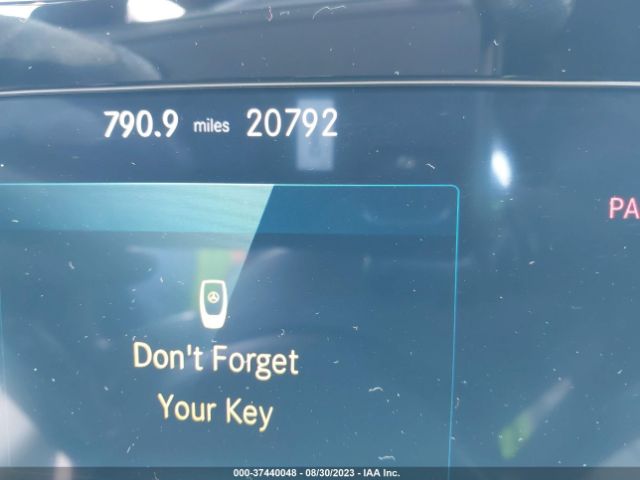 790.9 miles 20792
PA
Don't Forget
Your Key
000-37440048 - 08/30/2023 - IAA Inc.